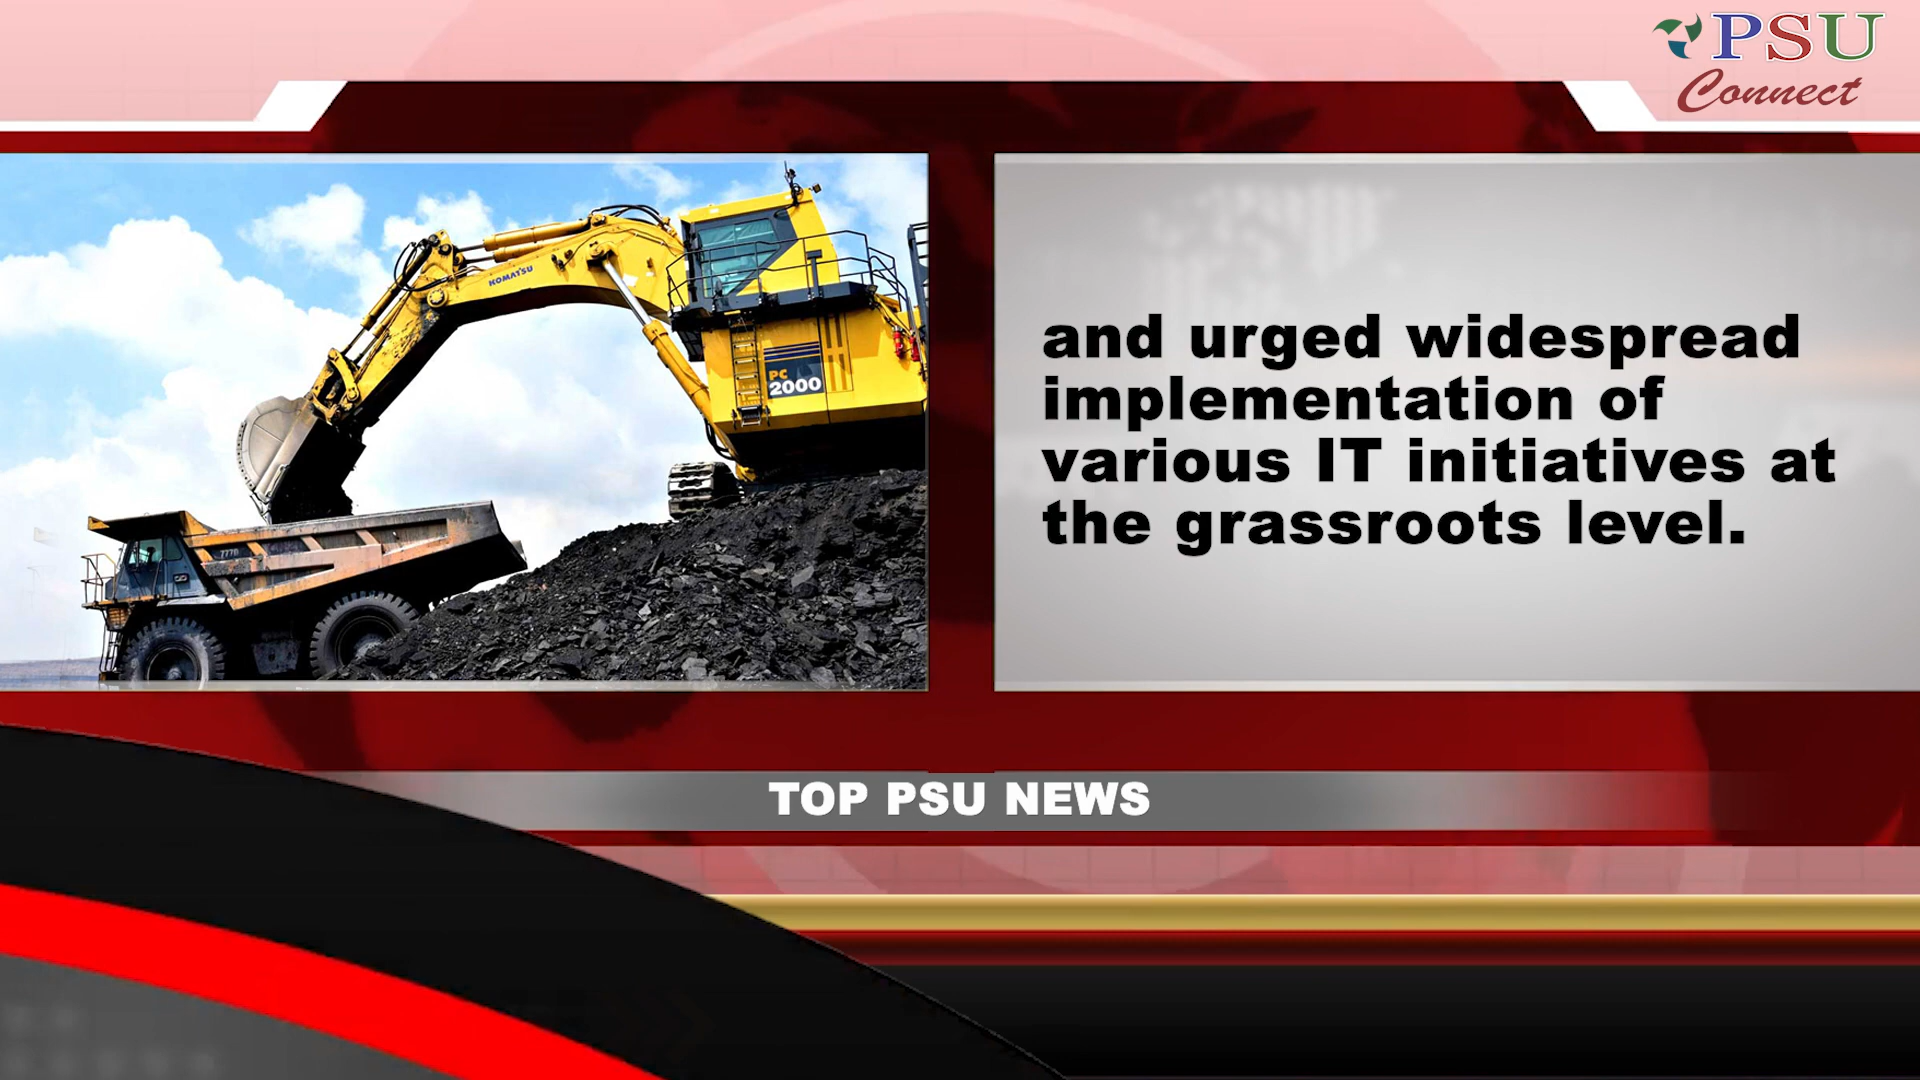 PSU
Connect
KOMATSU
PC
2000
777D
and urged widespread
implementation of
various IT initiatives at
the grassroots level.
TOP PSU NEWS